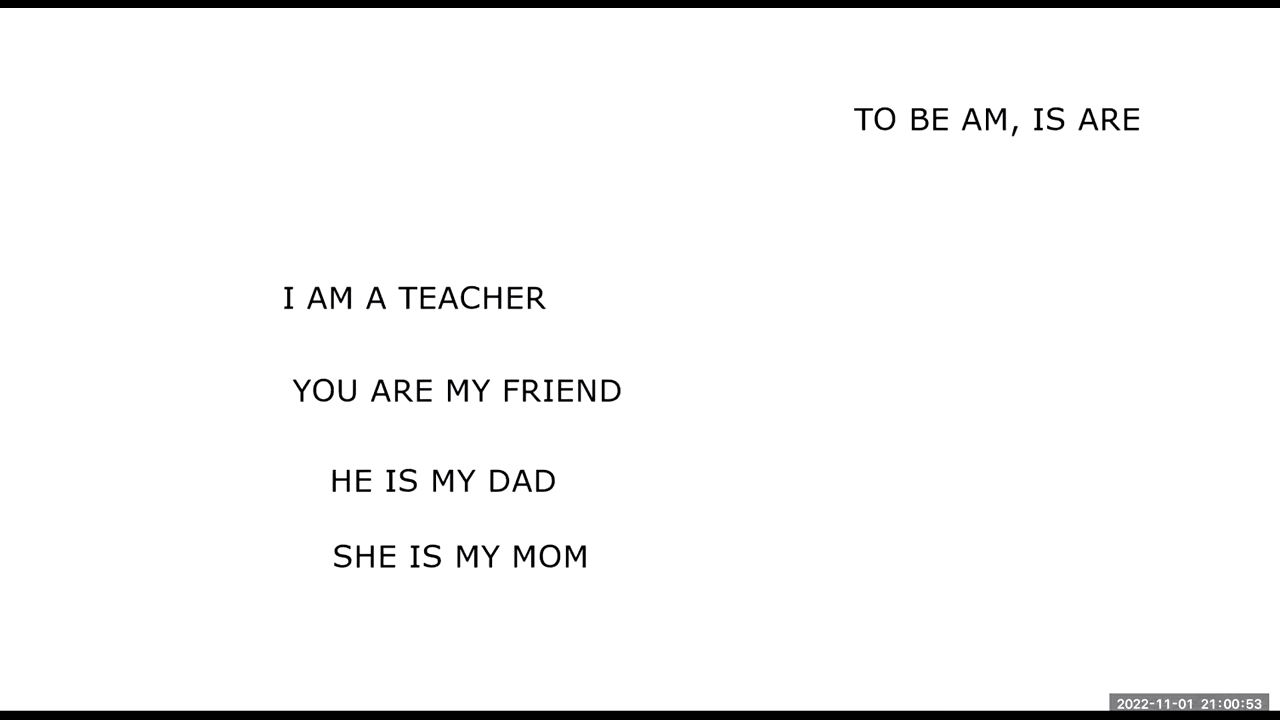 TO BE AM, IS ARE
I AM A TEACHER
YOU ARE MY FRIEND
HE IS MY DAD
SHE IS MY MOM
2022-11-01 21:00:53